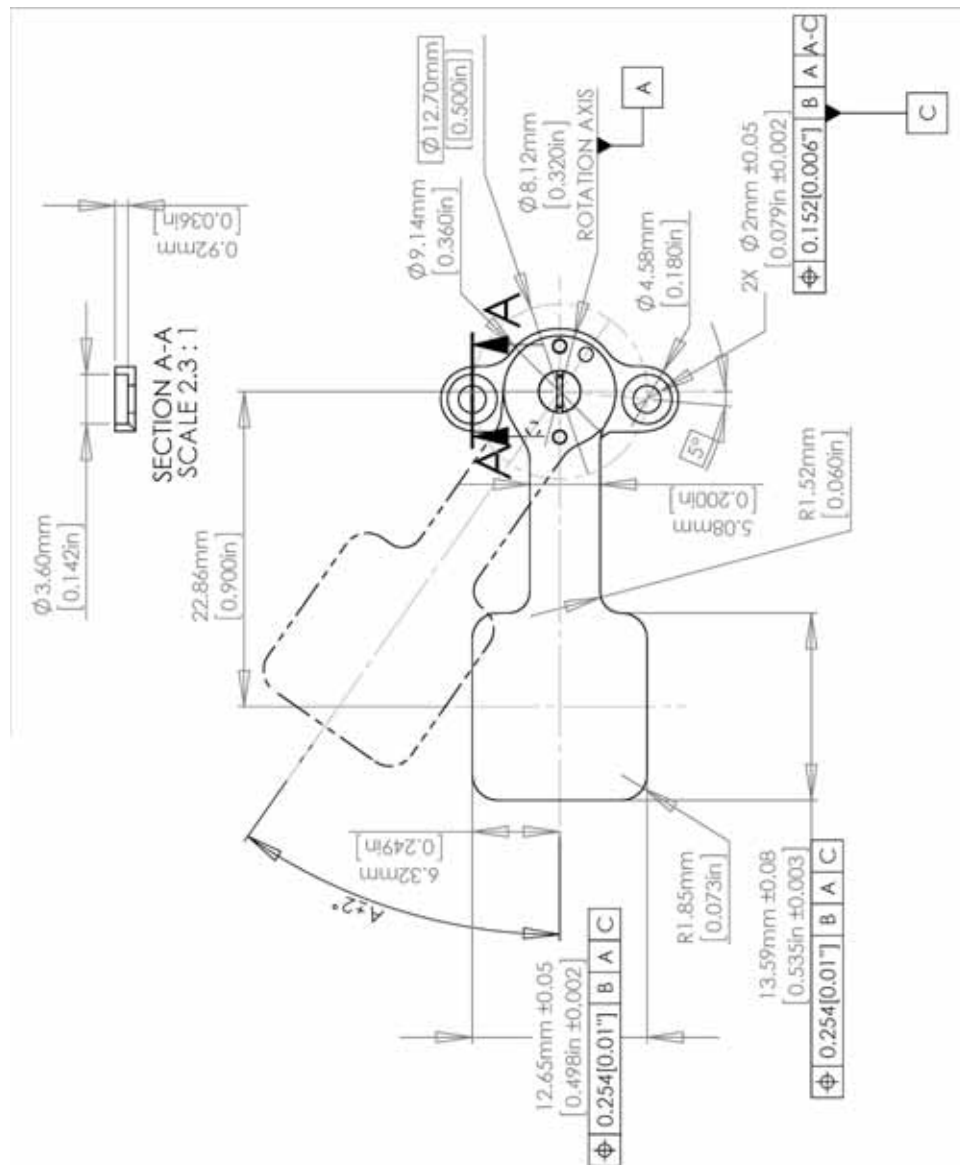 0.92mm
[0.036in]
Ø3.60mm
[0.142in]
SECTION A-A
SCALE 2.3 : 1
Ø12.70mm
[0.500in]
Ø9.14mm
[0.360in]
Ø8.12mm
[0.320in]
ROTATION AXIS
A
Ø4.58mm
[0.180in]
2X Ø2mm ±0.05
[0.079in ±0.002]
⌖ 0.152[0.006"] B A A-C
C
A
A
22.86mm
[0.900in]
5°
5.08mm
[0.200in]
R1.52mm
[0.060in]
A±2°
6.32mm
[0.249in]
R1.85mm
[0.073in]
12.65mm ±0.05
[0.498in ±0.002]
⌖ 0.254[0.01"] B A C
13.59mm ±0.08
[0.535in ±0.003]
⌖ 0.254[0.01"] B A C